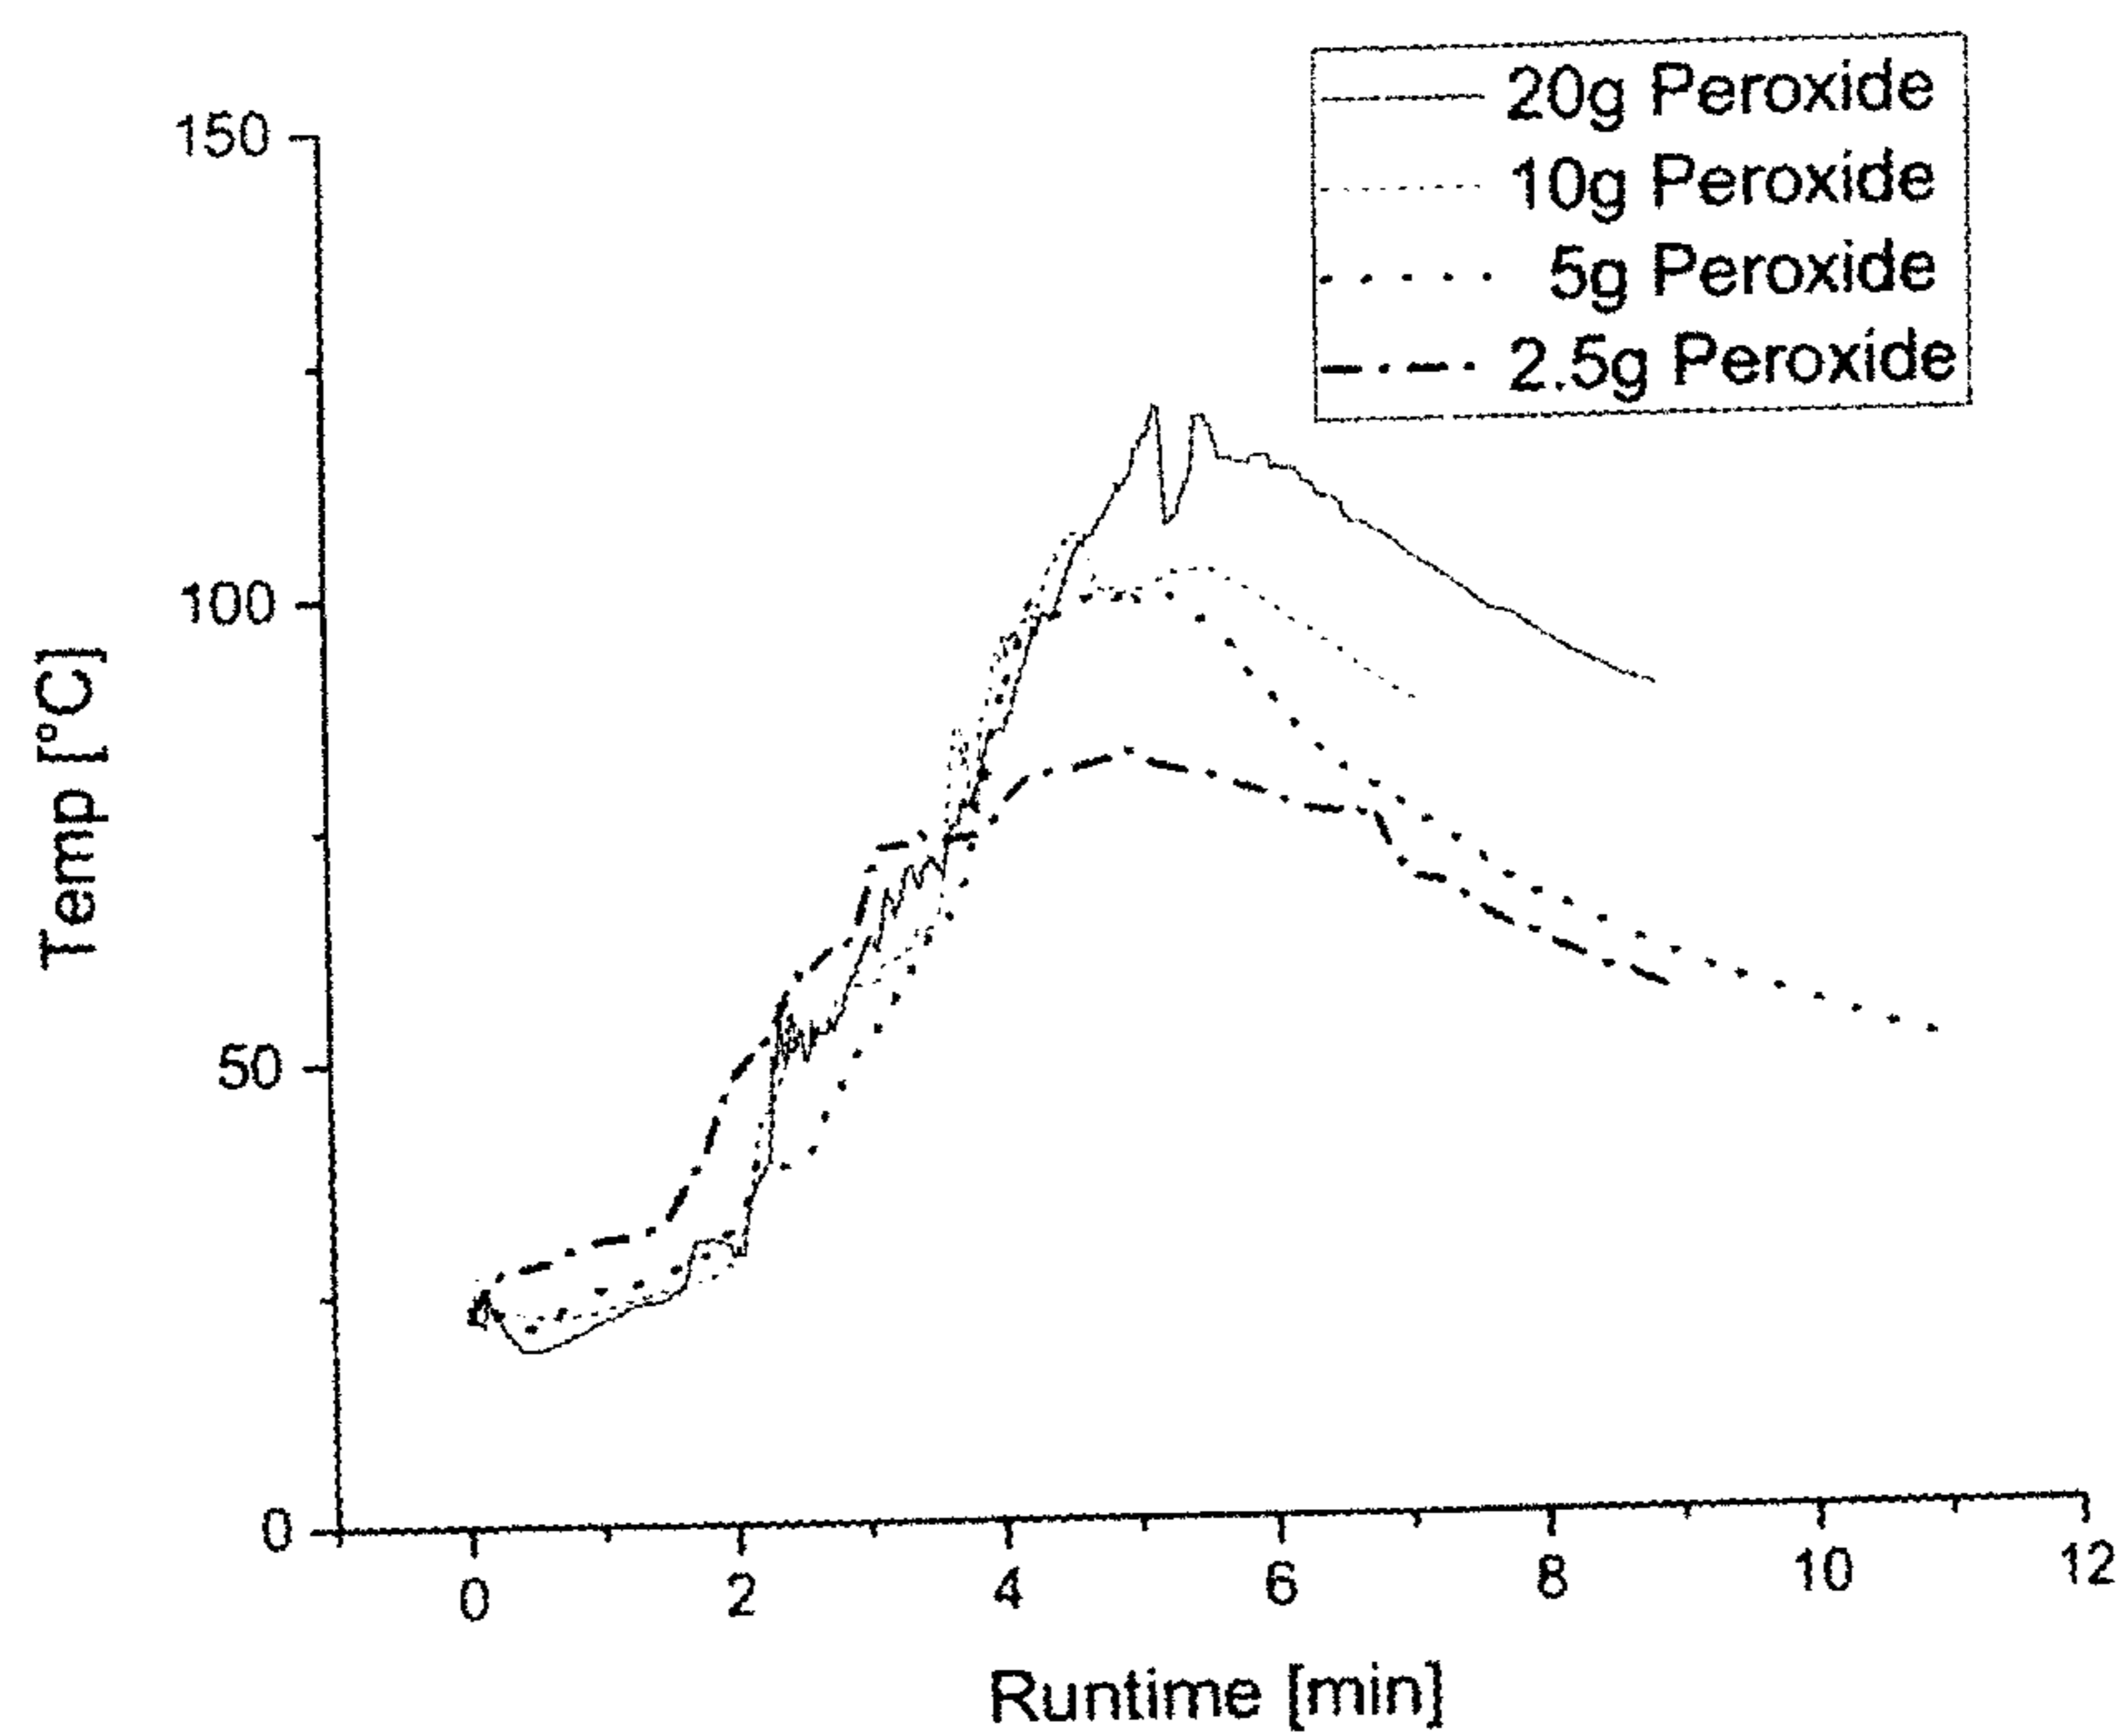 20g Peroxide
10g Peroxide
5g Peroxide
2.5g Peroxide
150
100
50
0
Temp [°C]
0 2 4 6 8 10 12
Runtime [min]